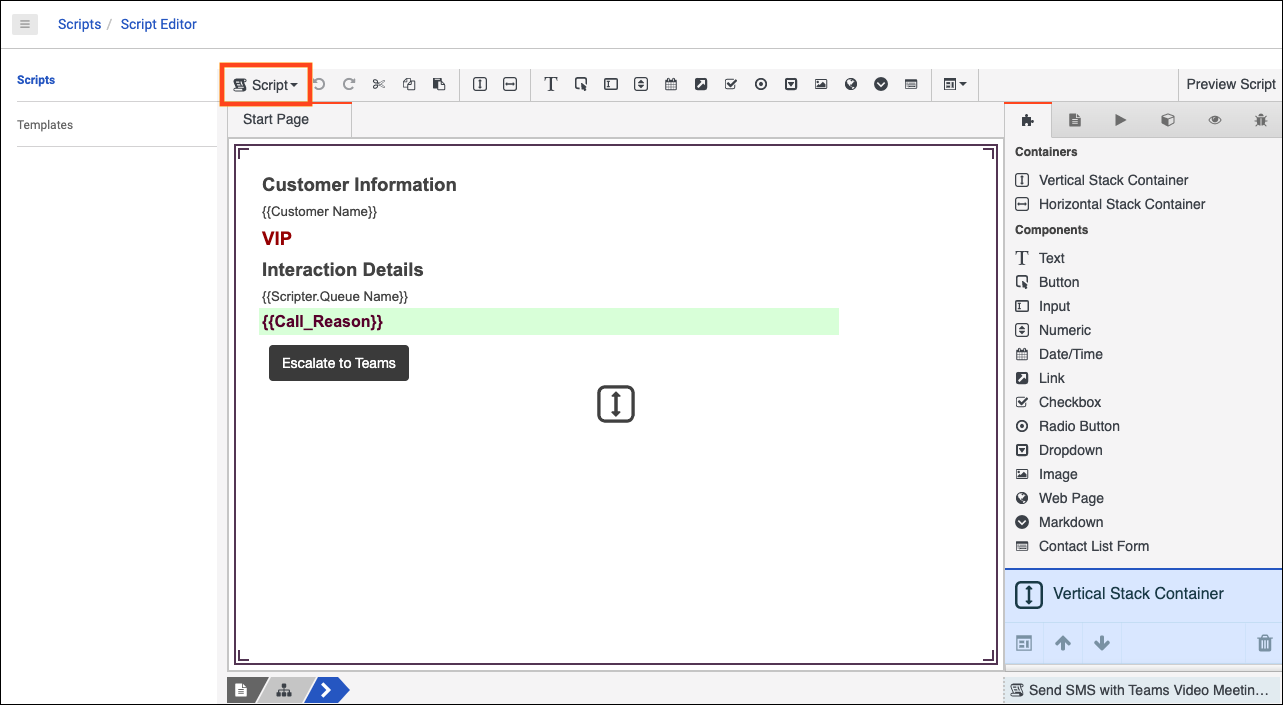 Scripts / Script Editor
Scripts
Templates
Script
Preview Script
Start Page
Customer Information
{{Customer Name}}
VIP
Interaction Details
{{Scripter.Queue Name}}
{{Call_Reason}}
Escalate to Teams
Containers
Vertical Stack Container
Horizontal Stack Container
Components
Text
Button
Input
Numeric
Date/Time
Link
Checkbox
Radio Button
Dropdown
Image
Web Page
Markdown
Contact List Form
Vertical Stack Container
Send SMS with Teams Video Meetin...